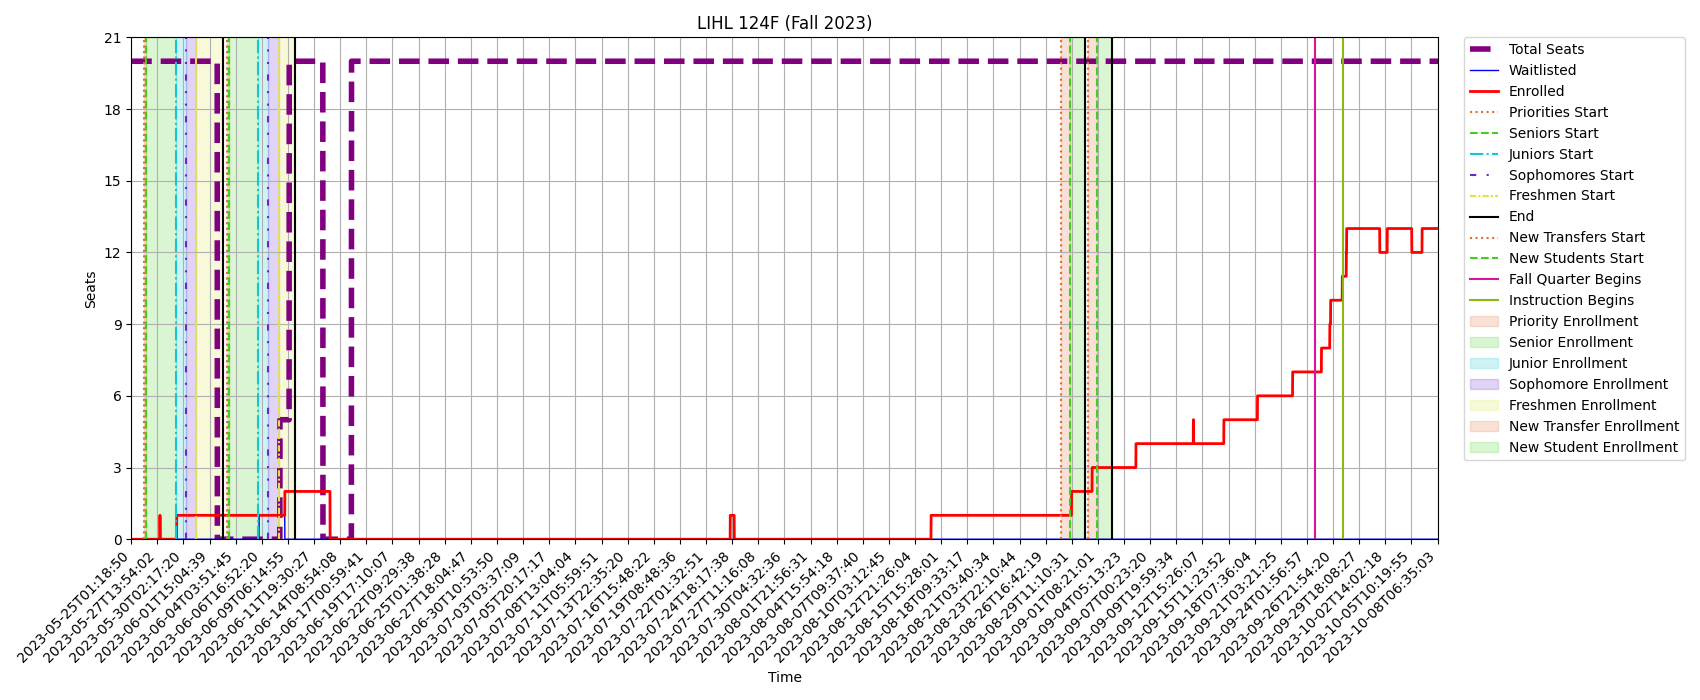 LIHL 124F (Fall 2023)
21
18
15
12
9
6
3
0
Seats
2023-05-25T01:18:50
2023-05-27T13:54:02
2023-05-30T02:17:20
2023-06-01T15:04:39
2023-06-04T03:51:45
2023-06-06T16:52:20
2023-06-09T06:14:55
2023-06-11T19:30:27
2023-06-14T08:54:08
2023-06-17T00:59:41
2023-06-19T17:10:07
2023-06-22T09:29:38
2023-06-25T01:38:28
2023-06-27T18:04:47
2023-06-30T10:53:50
2023-07-03T03:37:09
2023-07-05T20:17:17
2023-07-08T13:04:04
2023-07-11T05:59:51
2023-07-13T22:35:20
2023-07-16T15:48:22
2023-07-19T08:48:36
2023-07-22T01:32:51
2023-07-24T18:17:38
2023-07-27T11:16:08
2023-07-30T04:32:36
2023-08-01T21:56:31
2023-08-04T15:54:18
2023-08-07T09:37:40
2023-08-10T03:12:45
2023-08-12T21:26:04
2023-08-15T15:28:01
2023-08-18T09:33:17
2023-08-21T03:40:34
2023-08-23T22:10:44
2023-08-26T16:42:19
2023-08-29T11:10:31
2023-09-01T08:21:01
2023-09-04T05:13:23
2023-09-07T00:23:20
2023-09-09T19:59:34
2023-09-12T15:26:07
2023-09-15T11:23:52
2023-09-18T07:36:04
2023-09-21T03:21:25
2023-09-24T01:56:57
2023-09-26T21:54:20
2023-09-29T18:08:27
2023-10-02T14:02:18
2023-10-05T10:19:55
2023-10-08T06:35:03
Time
Total Seats
Waitlisted
Enrolled
Priorities Start
Seniors Start
Juniors Start
Sophomores Start
Freshmen Start
End
New Transfers Start
New Students Start
Fall Quarter Begins
Instruction Begins
Priority Enrollment
Senior Enrollment
Junior Enrollment
Sophomore Enrollment
Freshmen Enrollment
New Transfer Enrollment
New Student Enrollment